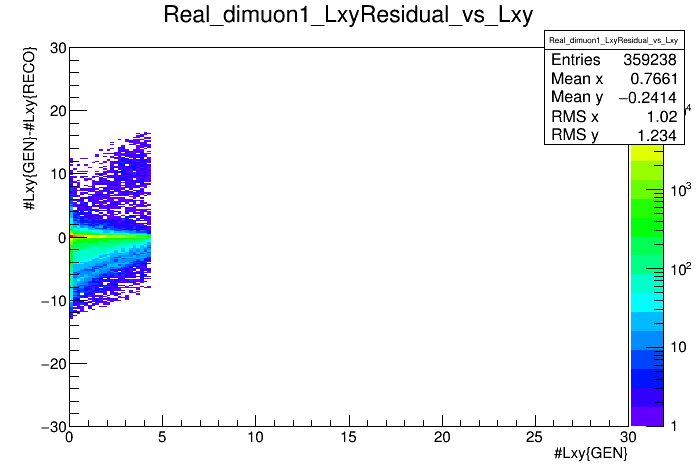 Real_dimuon1_LxyResidual_vs_Lxy
Real_dimuon1_LxyResidual_vs_Lxy
Entries 359238
Mean x 0.7661
Mean y −0.2414
RMS x 1.02
RMS y 1.234
#Lxy{GEN}-#Lxy{RECO}
30
20
10
0
−10
−20
−30
0 5 10 15 20 25 30
#Lxy{GEN}
4
10³
10²
10
1